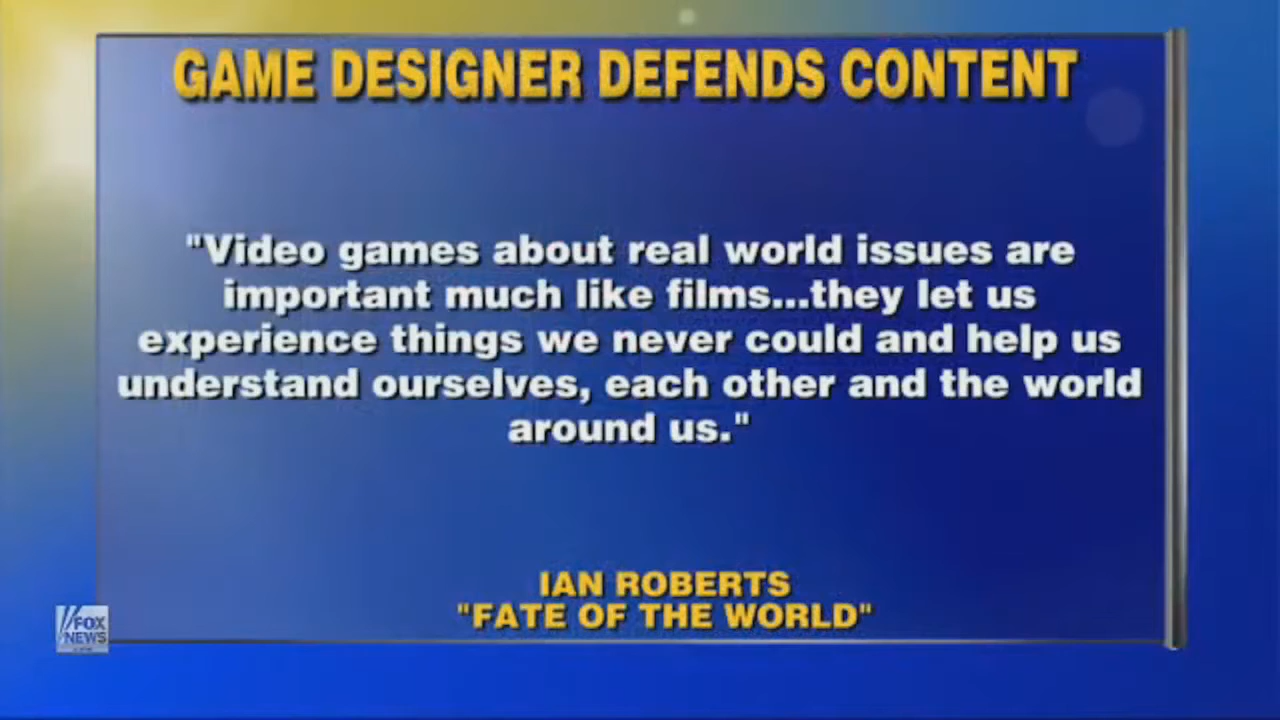 GAME DESIGNER DEFENDS CONTENT
"Video games about real world issues are
important much like films...they let us
experience things we never could and help us
understand ourselves, each other and the world
around us."
IAN ROBERTS
"FATE OF THE WORLD"
FOX
NEWS